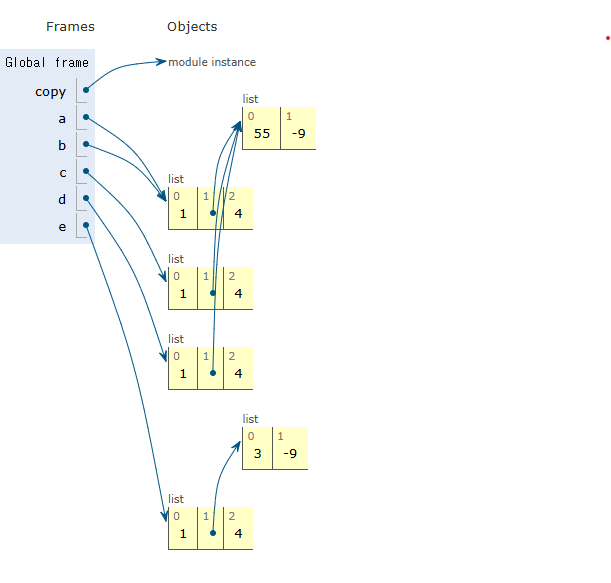 Frames Objects
Global frame
module instance
copy
list
0 1
a
55 -9
b
list
c
0 1 2
d
1 4
e
list
0 1 2
1 4
list
0 1 2
1 4
list
0 1
3 -9
list
0 1 2
1 4